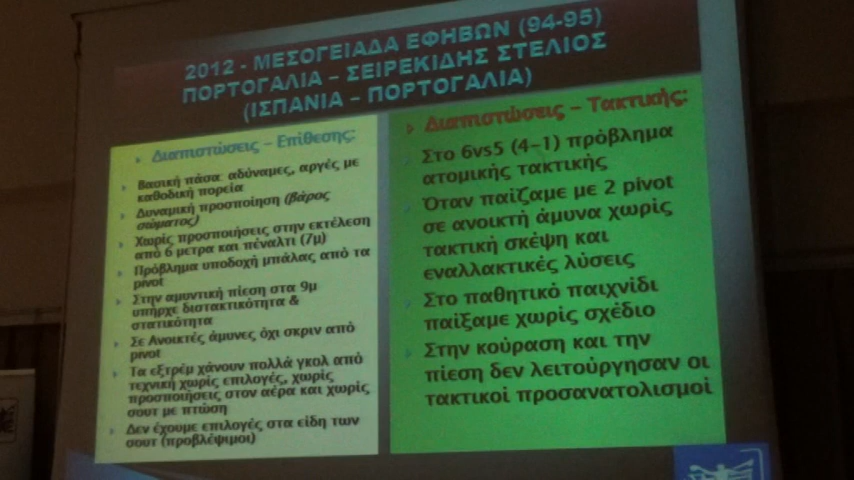 2012 - ΜΕΣΟΓΕΙΑΔΑ ΕΦΗΒΩΝ (94-95)
ΠΟΡΤΟΓΑΛΙΑ – ΣΕΙΡΕΚΙΔΗΣ ΣΤΕΛΙΟΣ
(ΙΣΠΑΝΙΑ – ΠΟΡΤΟΓΑΛΙΑ)
Διαπιστώσεις – Επίθεσης:
Βασική πάσα αδύναμες, αργές με
καθοδική πορεία
Δυναμική προσποίηση (βάρος
σώματος)
Χωρίς προσποιήσεις στην εκτέλεση
από 6 μετρα και πέναλτι (7μ)
Πρόβλημα υποδοχή μπάλας από τα
pivot
Στην αμυντική πίεση στα 9μ
υπήρχε διστακτικότητα &
στατικότητα
Σε Ανοικτές άμυνες όχι σκριν από
pivot
Τα εξτρέμ χάνουν πολλά γκολ από
τεχνική χωρίς επιλογές, χωρίς
προσποιήσεις στον αέρα και χωρίς
σουτ με πτώση
Δεν έχουμε επιλογές στα είδη των
σουτ (προβλέψιμοι)
Διαπιστώσεις – Τακτικής:
Στο 6vs5 (4–1) πρόβλημα
ατομικής τακτικής
Όταν παίζαμε με 2 pivot
σε ανοικτή άμυνα χωρίς
τακτική σκέψη και
εναλλακτικές λύσεις
Στο παθητικό παιχνίδι
παίξαμε χωρίς σχέδιο
Στην κούραση και την
πίεση δεν λειτούργησαν οι
τακτικοί προσανατολισμοί